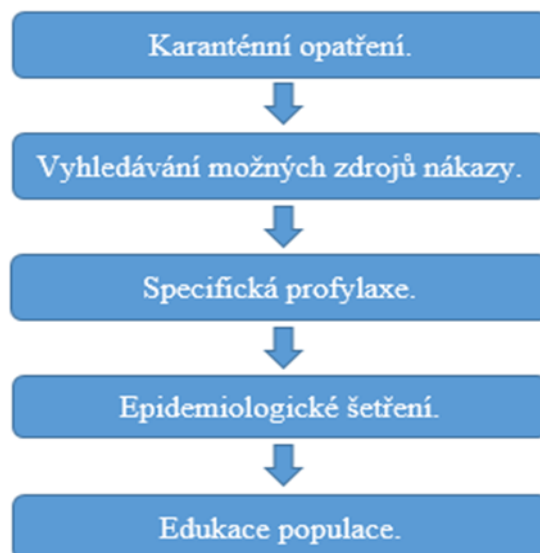 Karanténní opatření.
Vyhledávání možných zdrojů nákazy.
Specifická profylaxe.
Epidemiologické šetření.
Edukace populace.